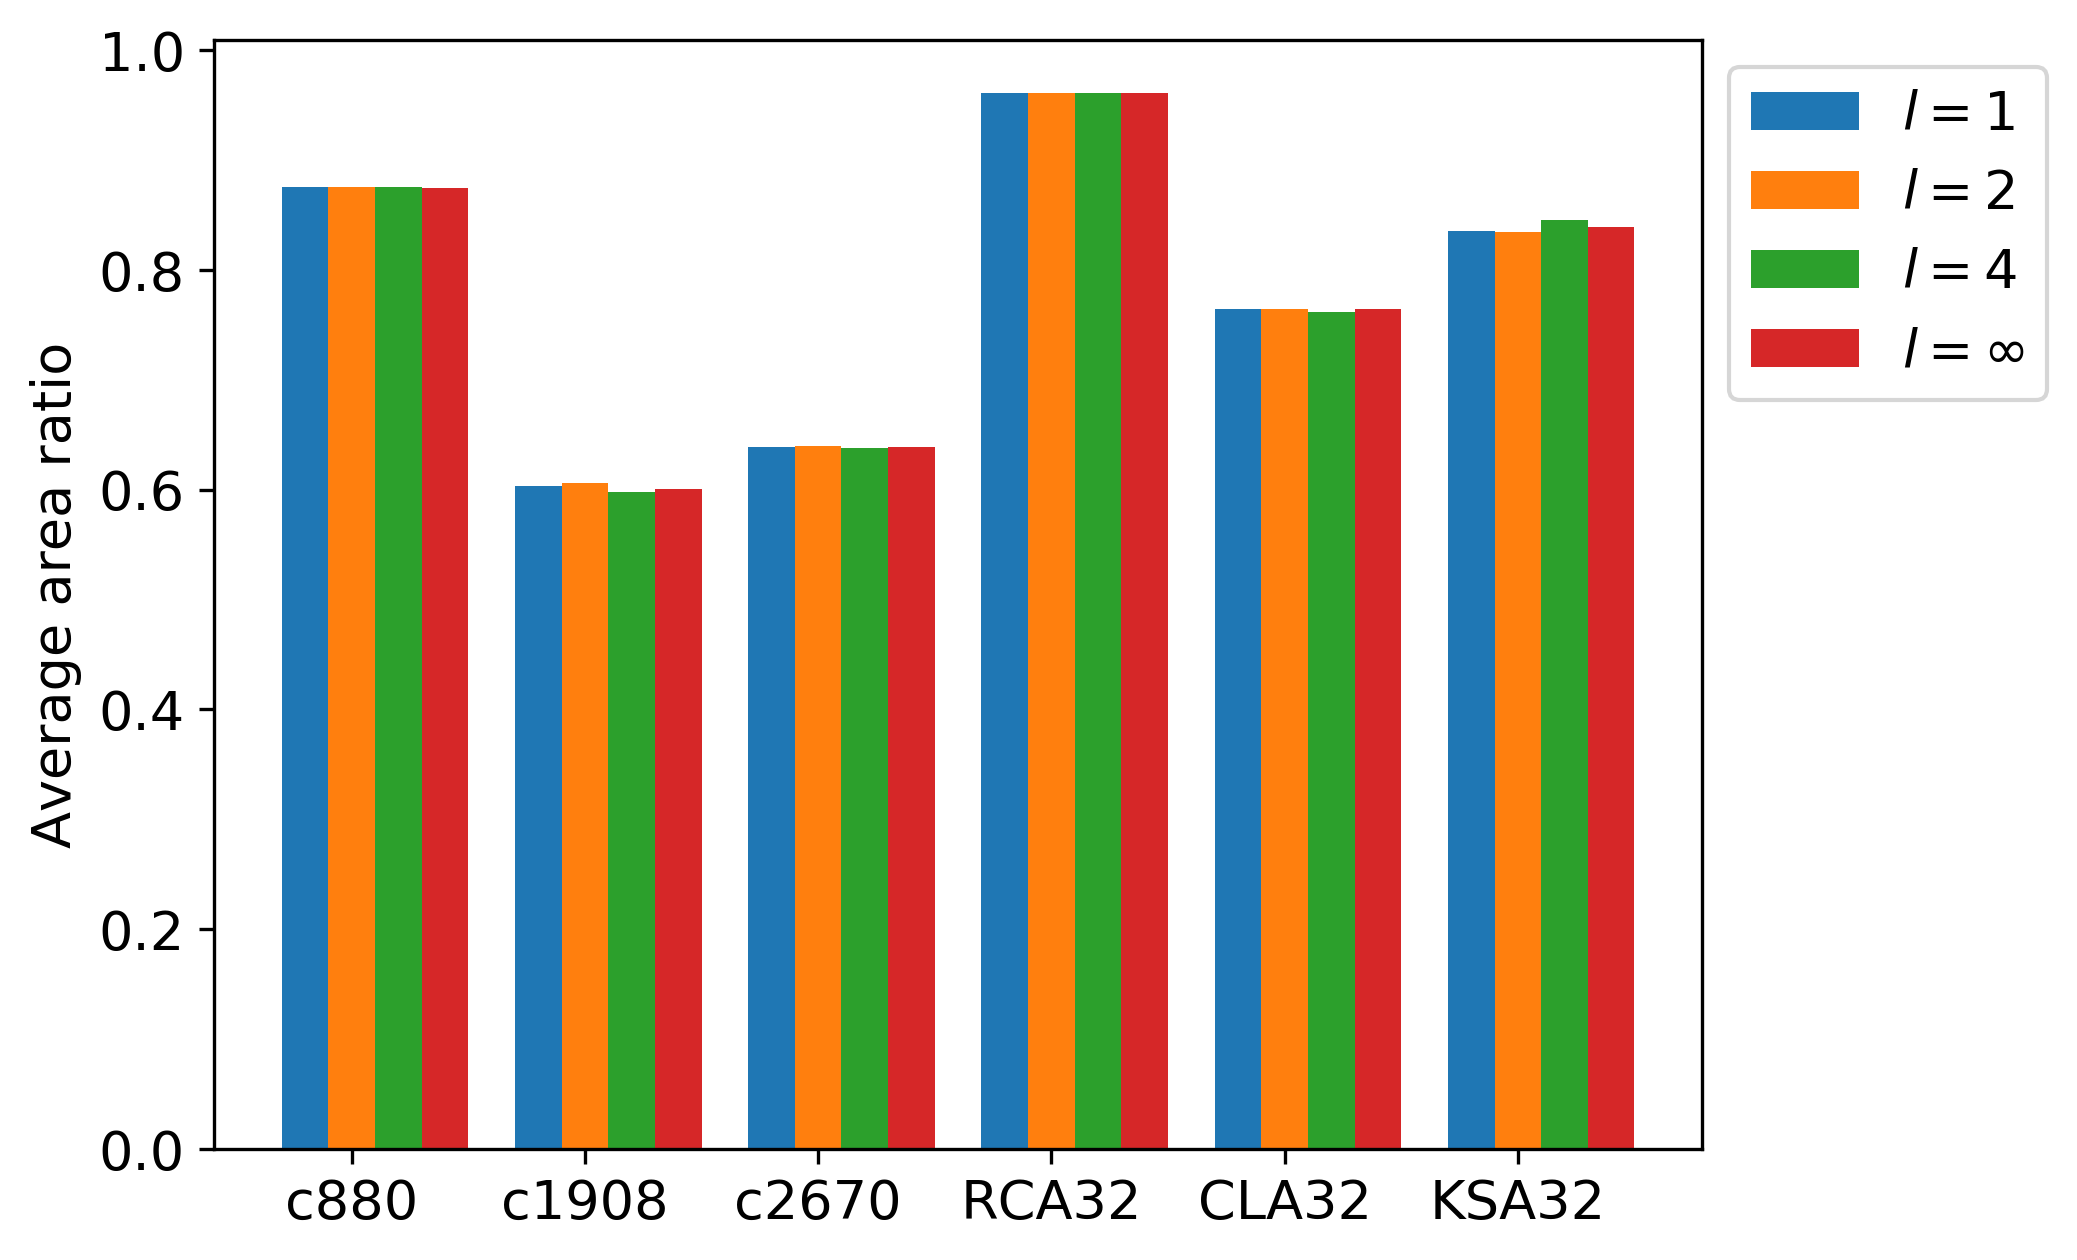 1.0
0.8
0.6
0.4
0.2
0.0
Average area ratio
c880 c1908 c2670 RCA32 CLA32 KSA32
l = 1
l = 2
l = 4
l = ∞